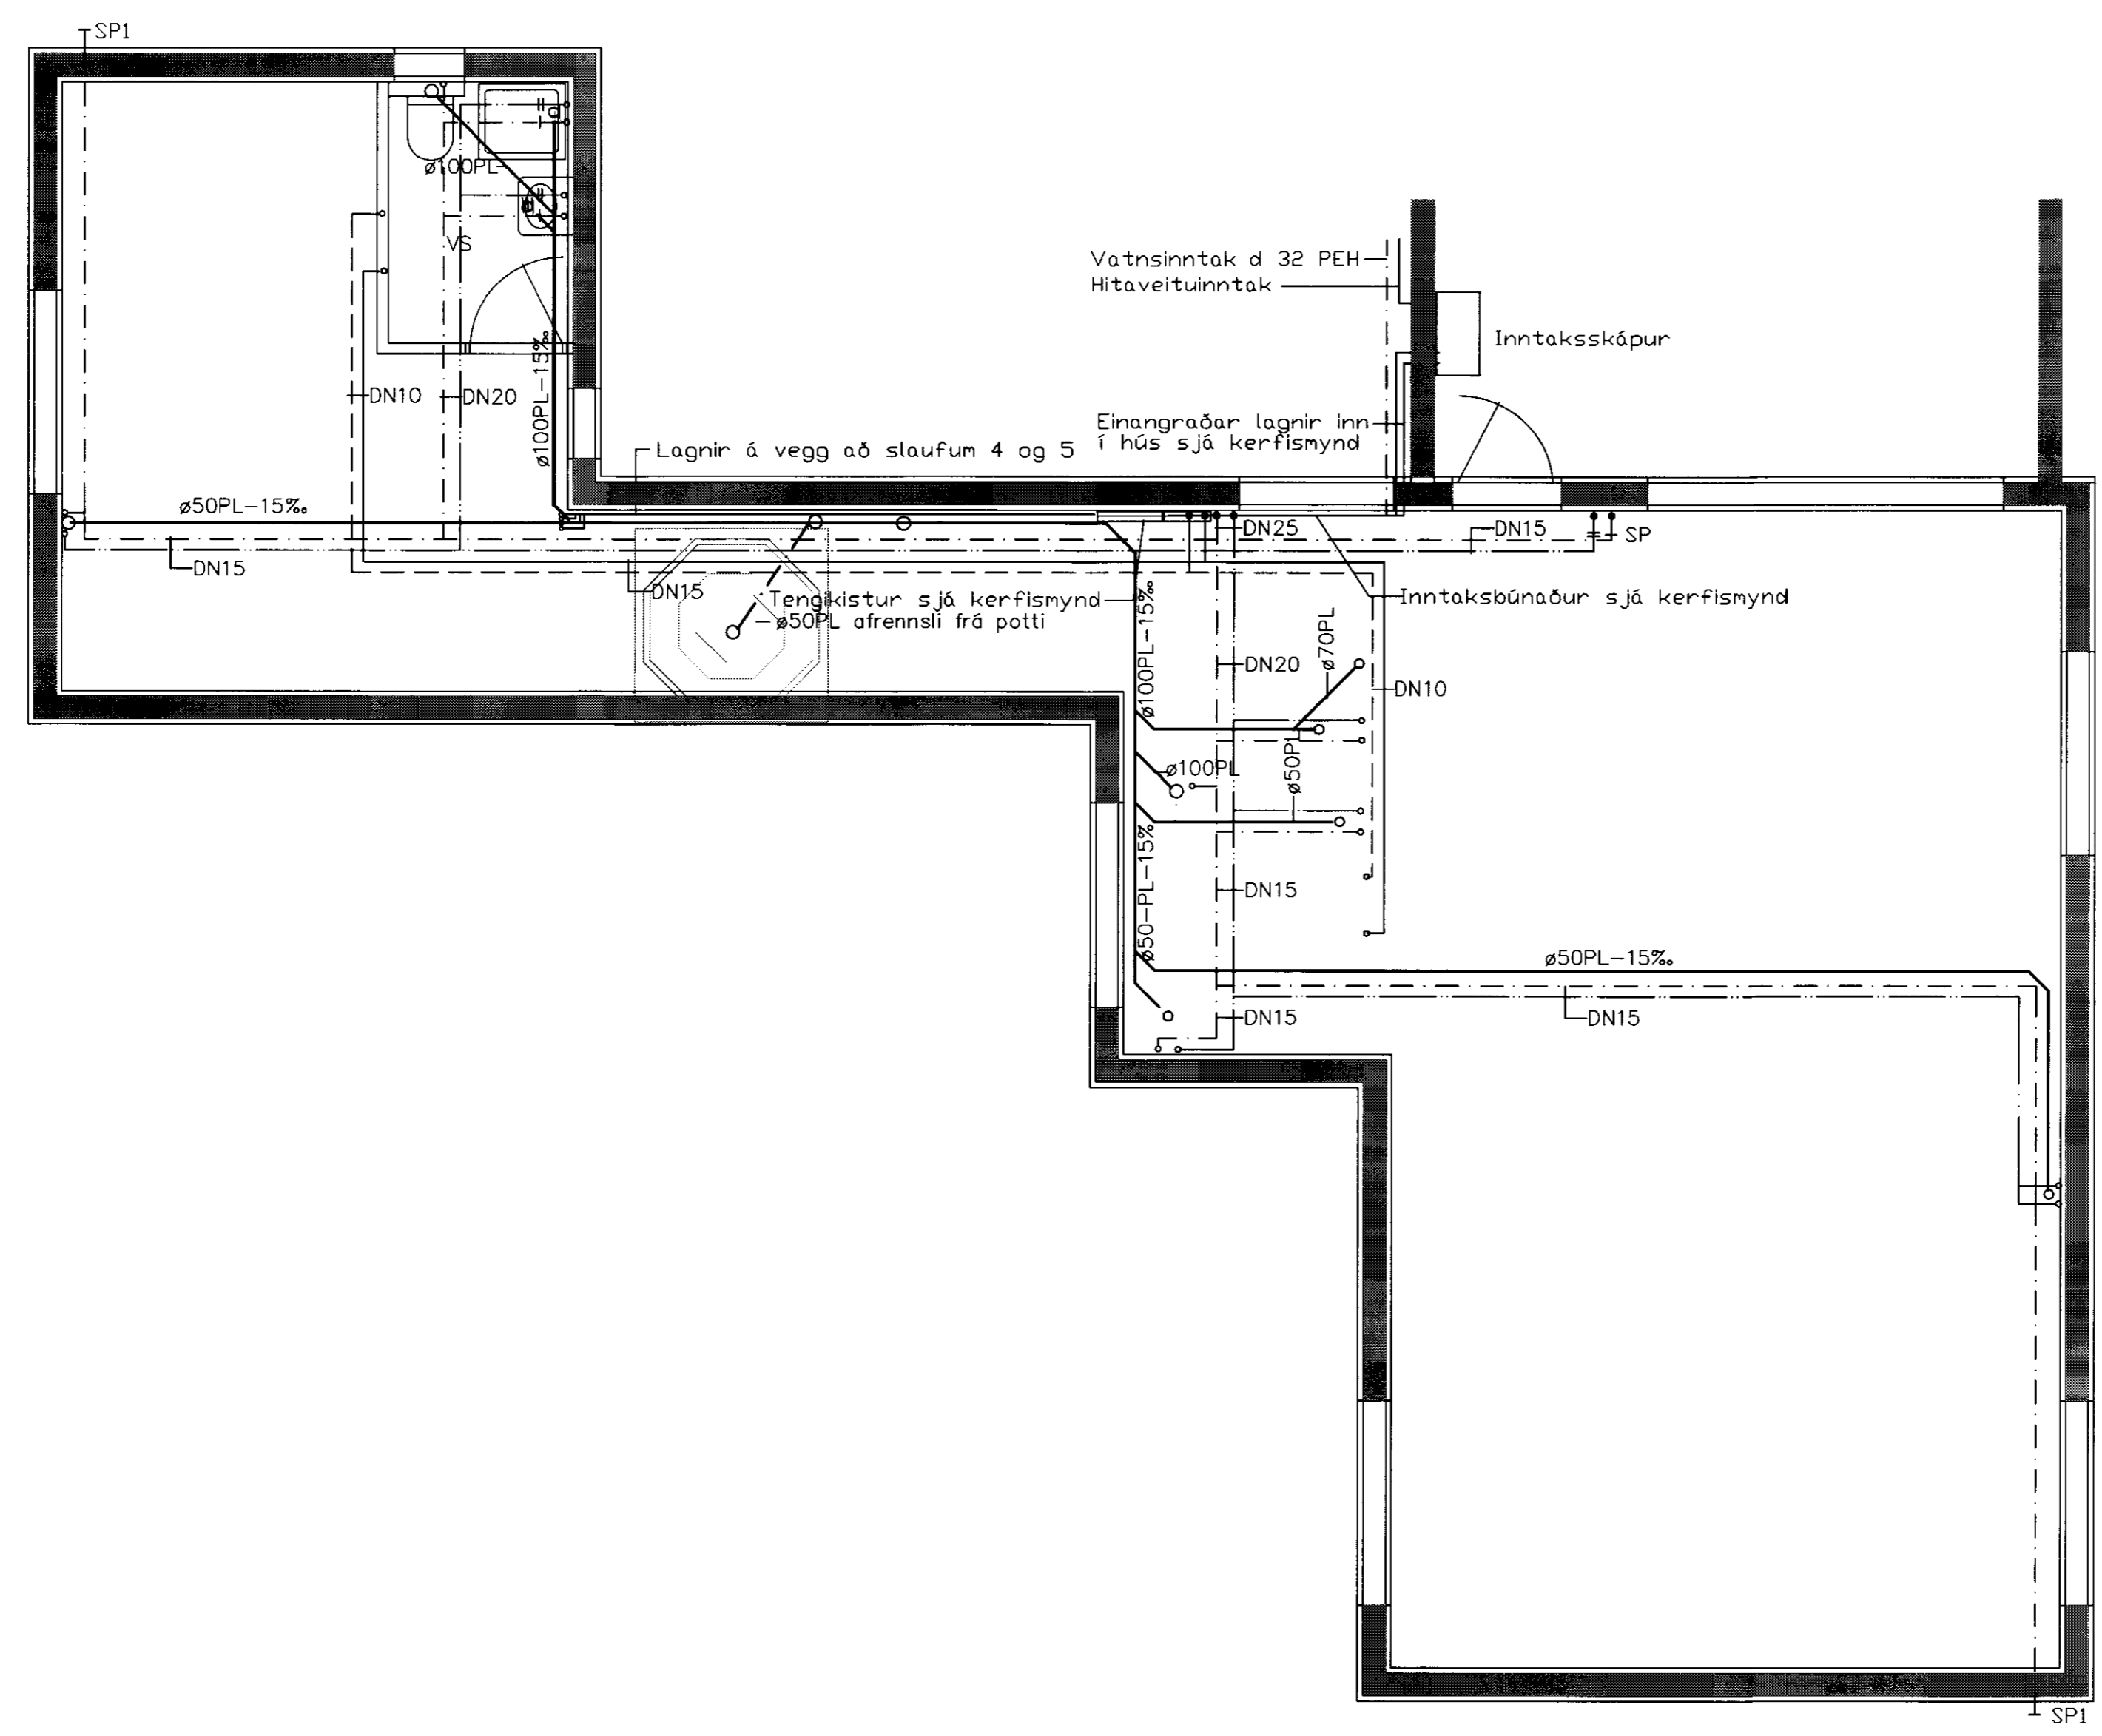 SP1
ø100PL
VS
Vatnsinntak d 32 PEH
Hitaveituinntak
Inntaksskápur
DN10
DN20
ø100PL-15‰
Einangraðar lagnir inn
í hús sjá kerfismynd
Lagnir á vegg að slaufum 4 og 5
ø50PL-15‰
DN25
DN15
SP
DN15
DN15
Tengikistur sjá kerfismynd
Inntaksbúnaður sjá kerfismynd
ø50PL afrennsli frá potti
ø100PL-15‰
ø70PL
DN20
DN10
ø100PL
ø50PL
ø50-PL-15‰
DN15
ø50PL-15‰
DN15
DN15
SP1